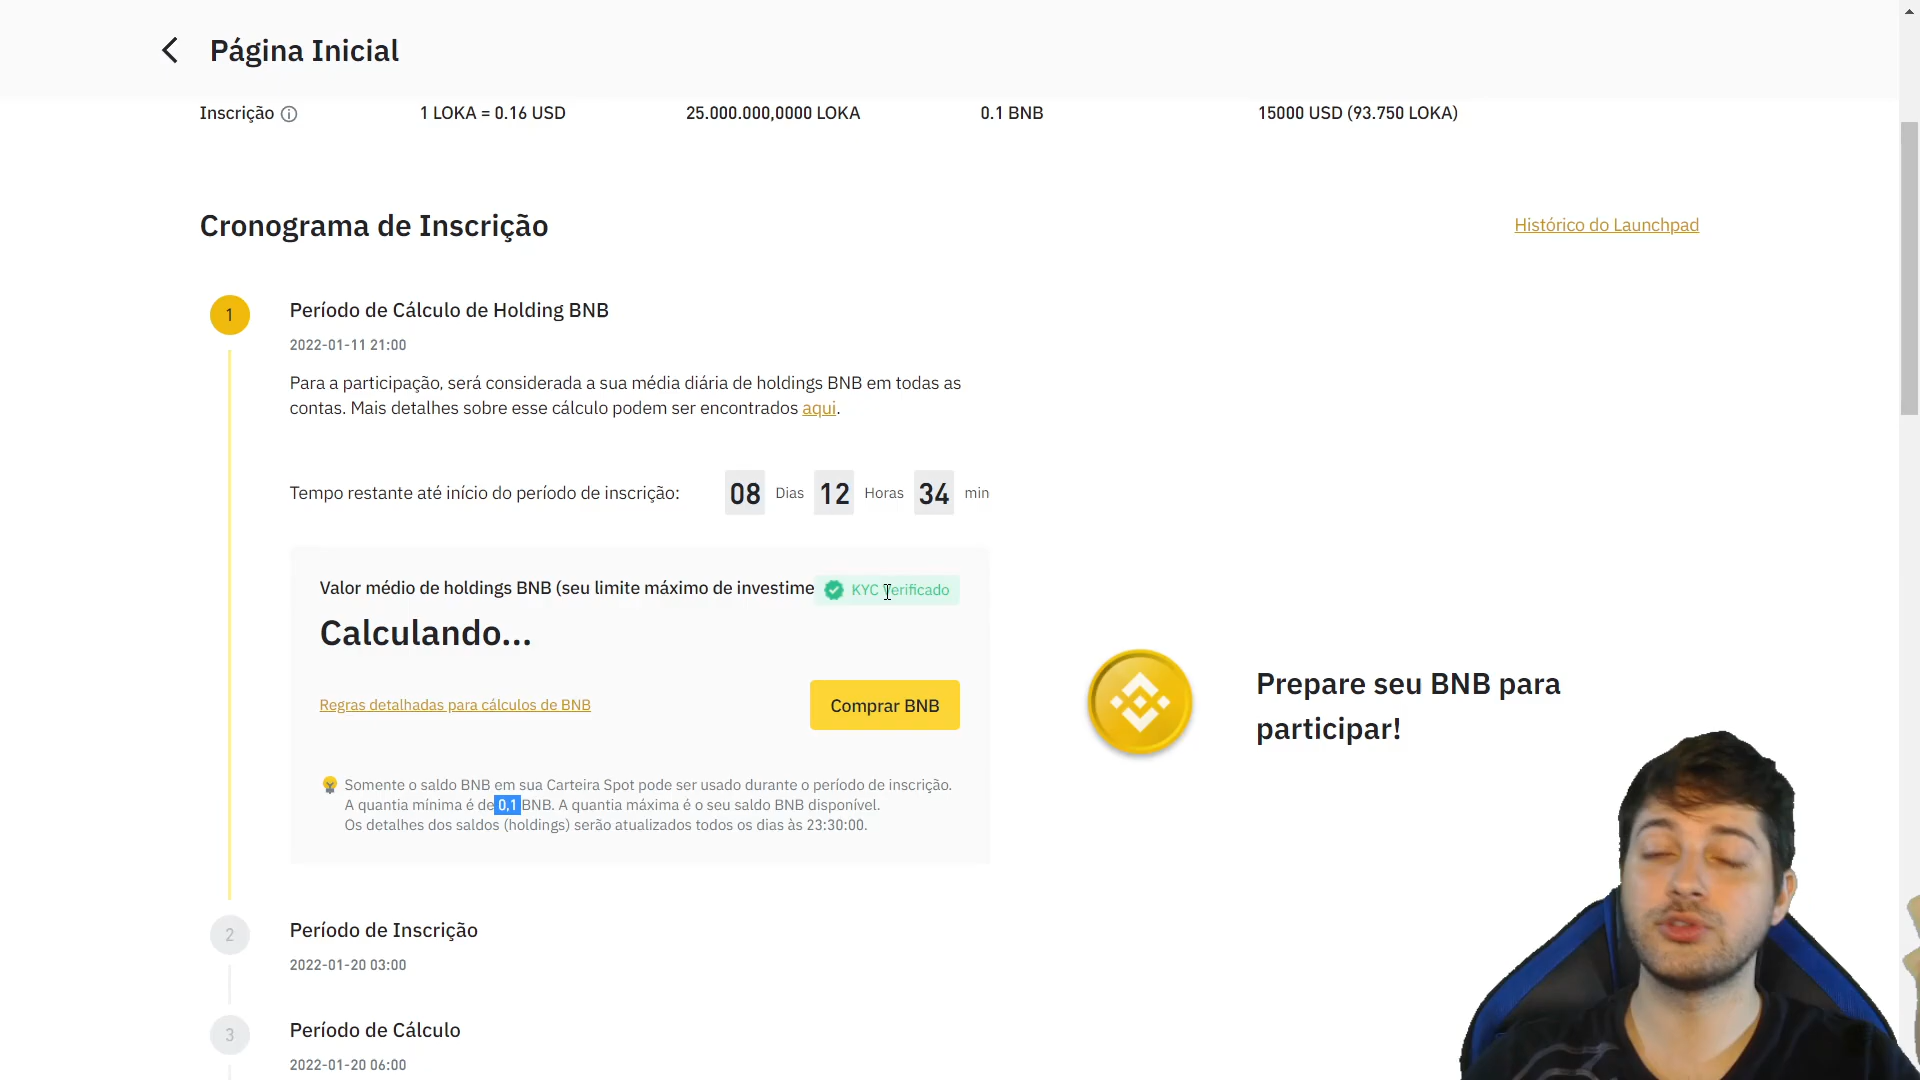 Página Inicial
Inscrição 1 LOKA = 0.16 USD 25.000.000,0000 LOKA 0.1 BNB 15000 USD (93.750 LOKA)
Cronograma de Inscrição
Histórico do Launchpad
1
Período de Cálculo de Holding BNB
2022-01-11 21:00
Para a participação, será considerada a sua média diária de holdings BNB em todas as
contas. Mais detalhes sobre esse cálculo podem ser encontrados aqui.
Tempo restante até início do período de inscrição: 08 Dias 12 Horas 34 min
Valor médio de holdings BNB (seu limite máximo de investime
KYC Verificado
Calculando...
Regras detalhadas para cálculos de BNB
Comprar BNB
Somente o saldo BNB em sua Carteira Spot pode ser usado durante o período de inscrição.
A quantia mínima é de 0,1 BNB. A quantia máxima é o seu saldo BNB disponível.
Os detalhes dos saldos (holdings) serão atualizados todos os dias às 23:30:00.
Prepare seu BNB para
participar!
2
Período de Inscrição
2022-01-20 03:00
3
Período de Cálculo
2022-01-20 06:00